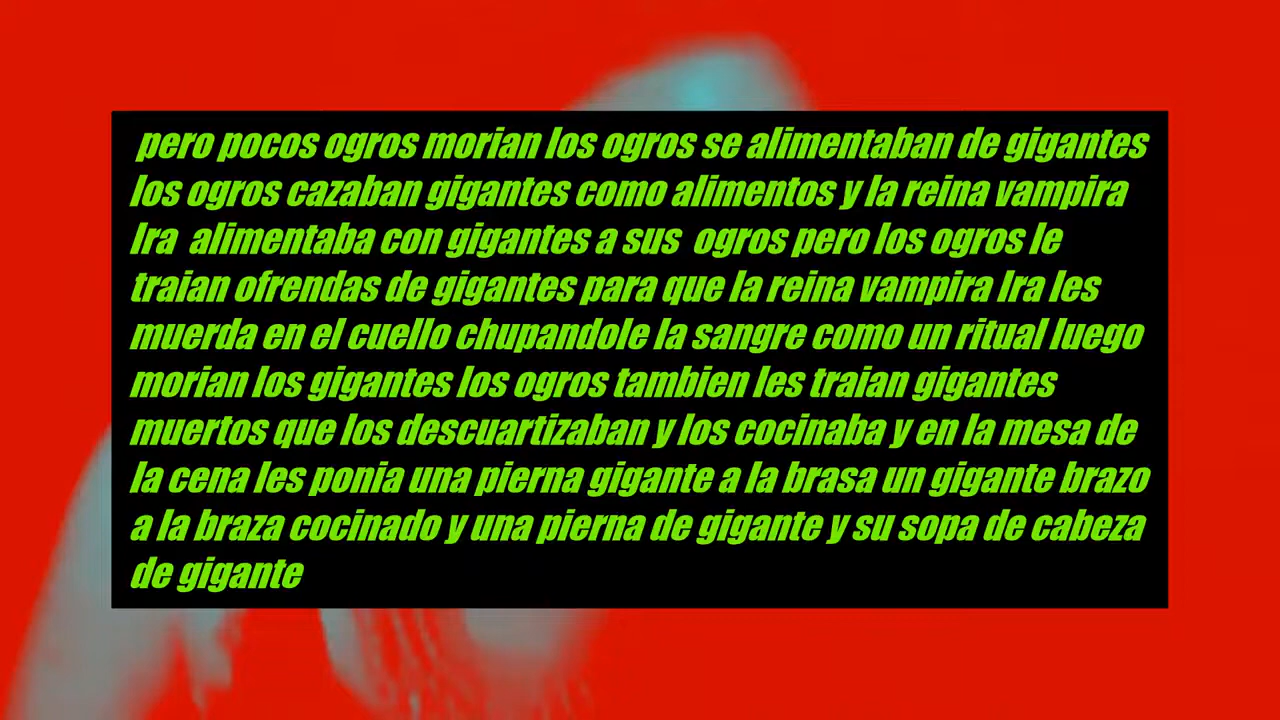 pero pocos ogros morian los ogros se alimentaban de gigantes
los ogros cazaban gigantes como alimentos y la reina vampira
Ira  alimentaba con gigantes a sus  ogros pero los ogros le
traian ofrendas de gigantes para que la reina vampira Ira les
muerda en el cuello chupandole la sangre como un ritual luego
morian los gigantes los ogros tambien les traian gigantes
muertos que los descuartizaban y los cocinaba y en la mesa de
la cena les ponia una pierna gigante a la brasa un gigante brazo
a la braza cocinado y una pierna de gigante y su sopa de cabeza
de gigante